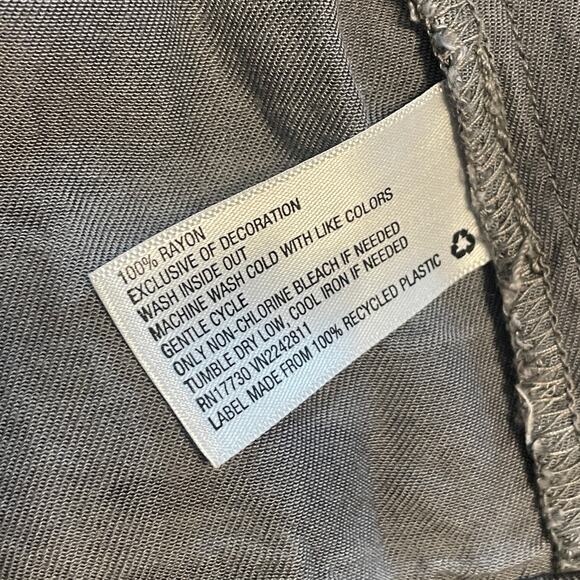 100% RAYON
EXCLUSIVE OF DECORATION
WASH INSIDE OUT
MACHINE WASH COLD WITH LIKE COLORS
GENTLE CYCLE
ONLY NON-CHLORINE BLEACH IF NEEDED
TUMBLE DRY LOW, COOL IRON IF NEEDED
RN17730 VN2242811
LABEL MADE FROM 100% RECYCLED PLASTIC